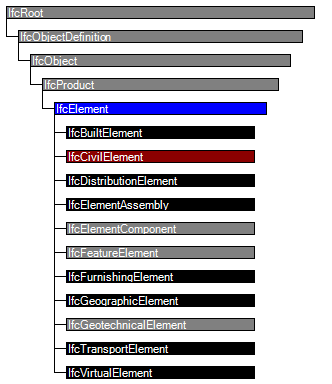 IfcRoot
IfcObjectDefinition
IfcObject
IfcProduct
IfcElement
IfcBuiltElement
IfcCivilElement
IfcDistributionElement
IfcElementAssembly
IfcElementComponent
IfcFeatureElement
IfcFurnishingElement
IfcGeographicElement
IfcGeotechnicalElement
IfcTransportElement
IfcVirtualElement